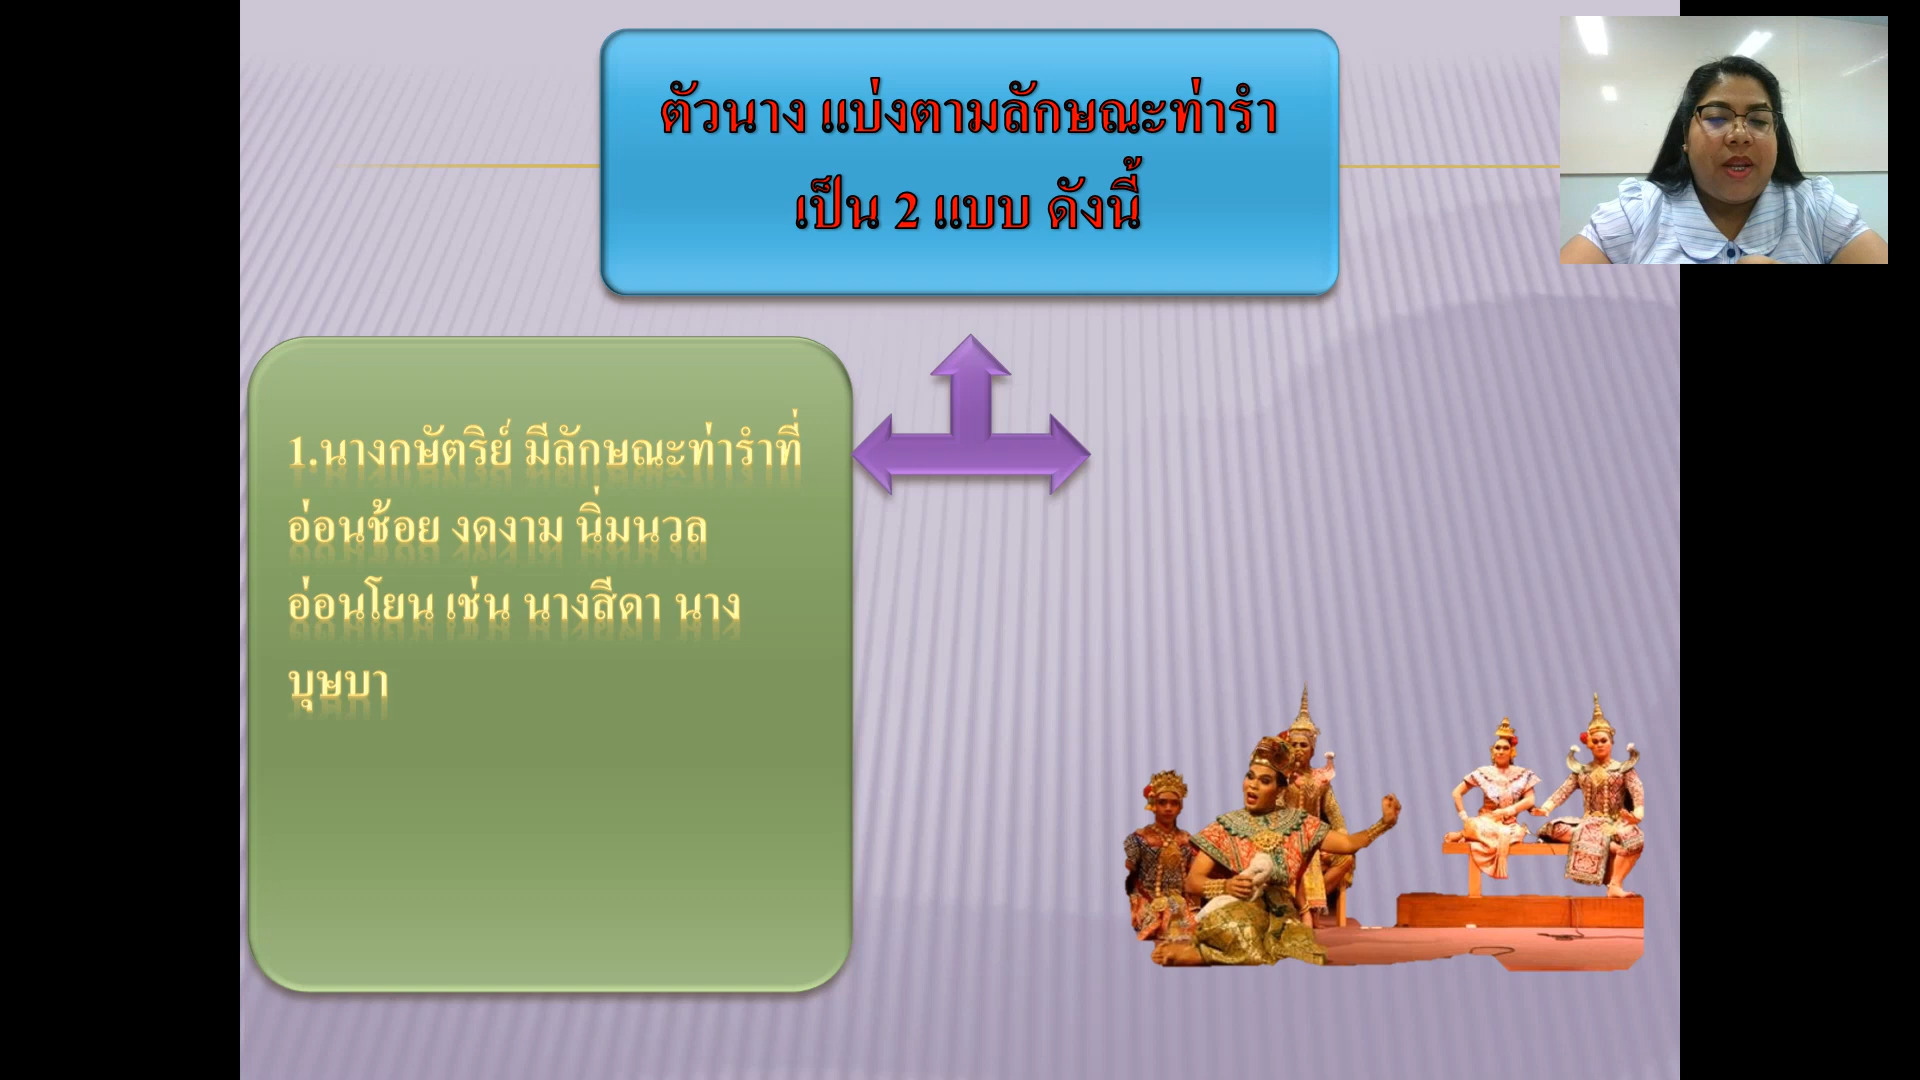 ตัวนาง แบ่งตามลักษณะท่ารำ
เป็น 2 แบบ ดังนี้
1.นางกษัตริย์ มีลักษณะท่ารำที่
อ่อนช้อย งดงาม นิ่มนวล
อ่อนโยน เช่น นางสีดา นาง
บุษบา